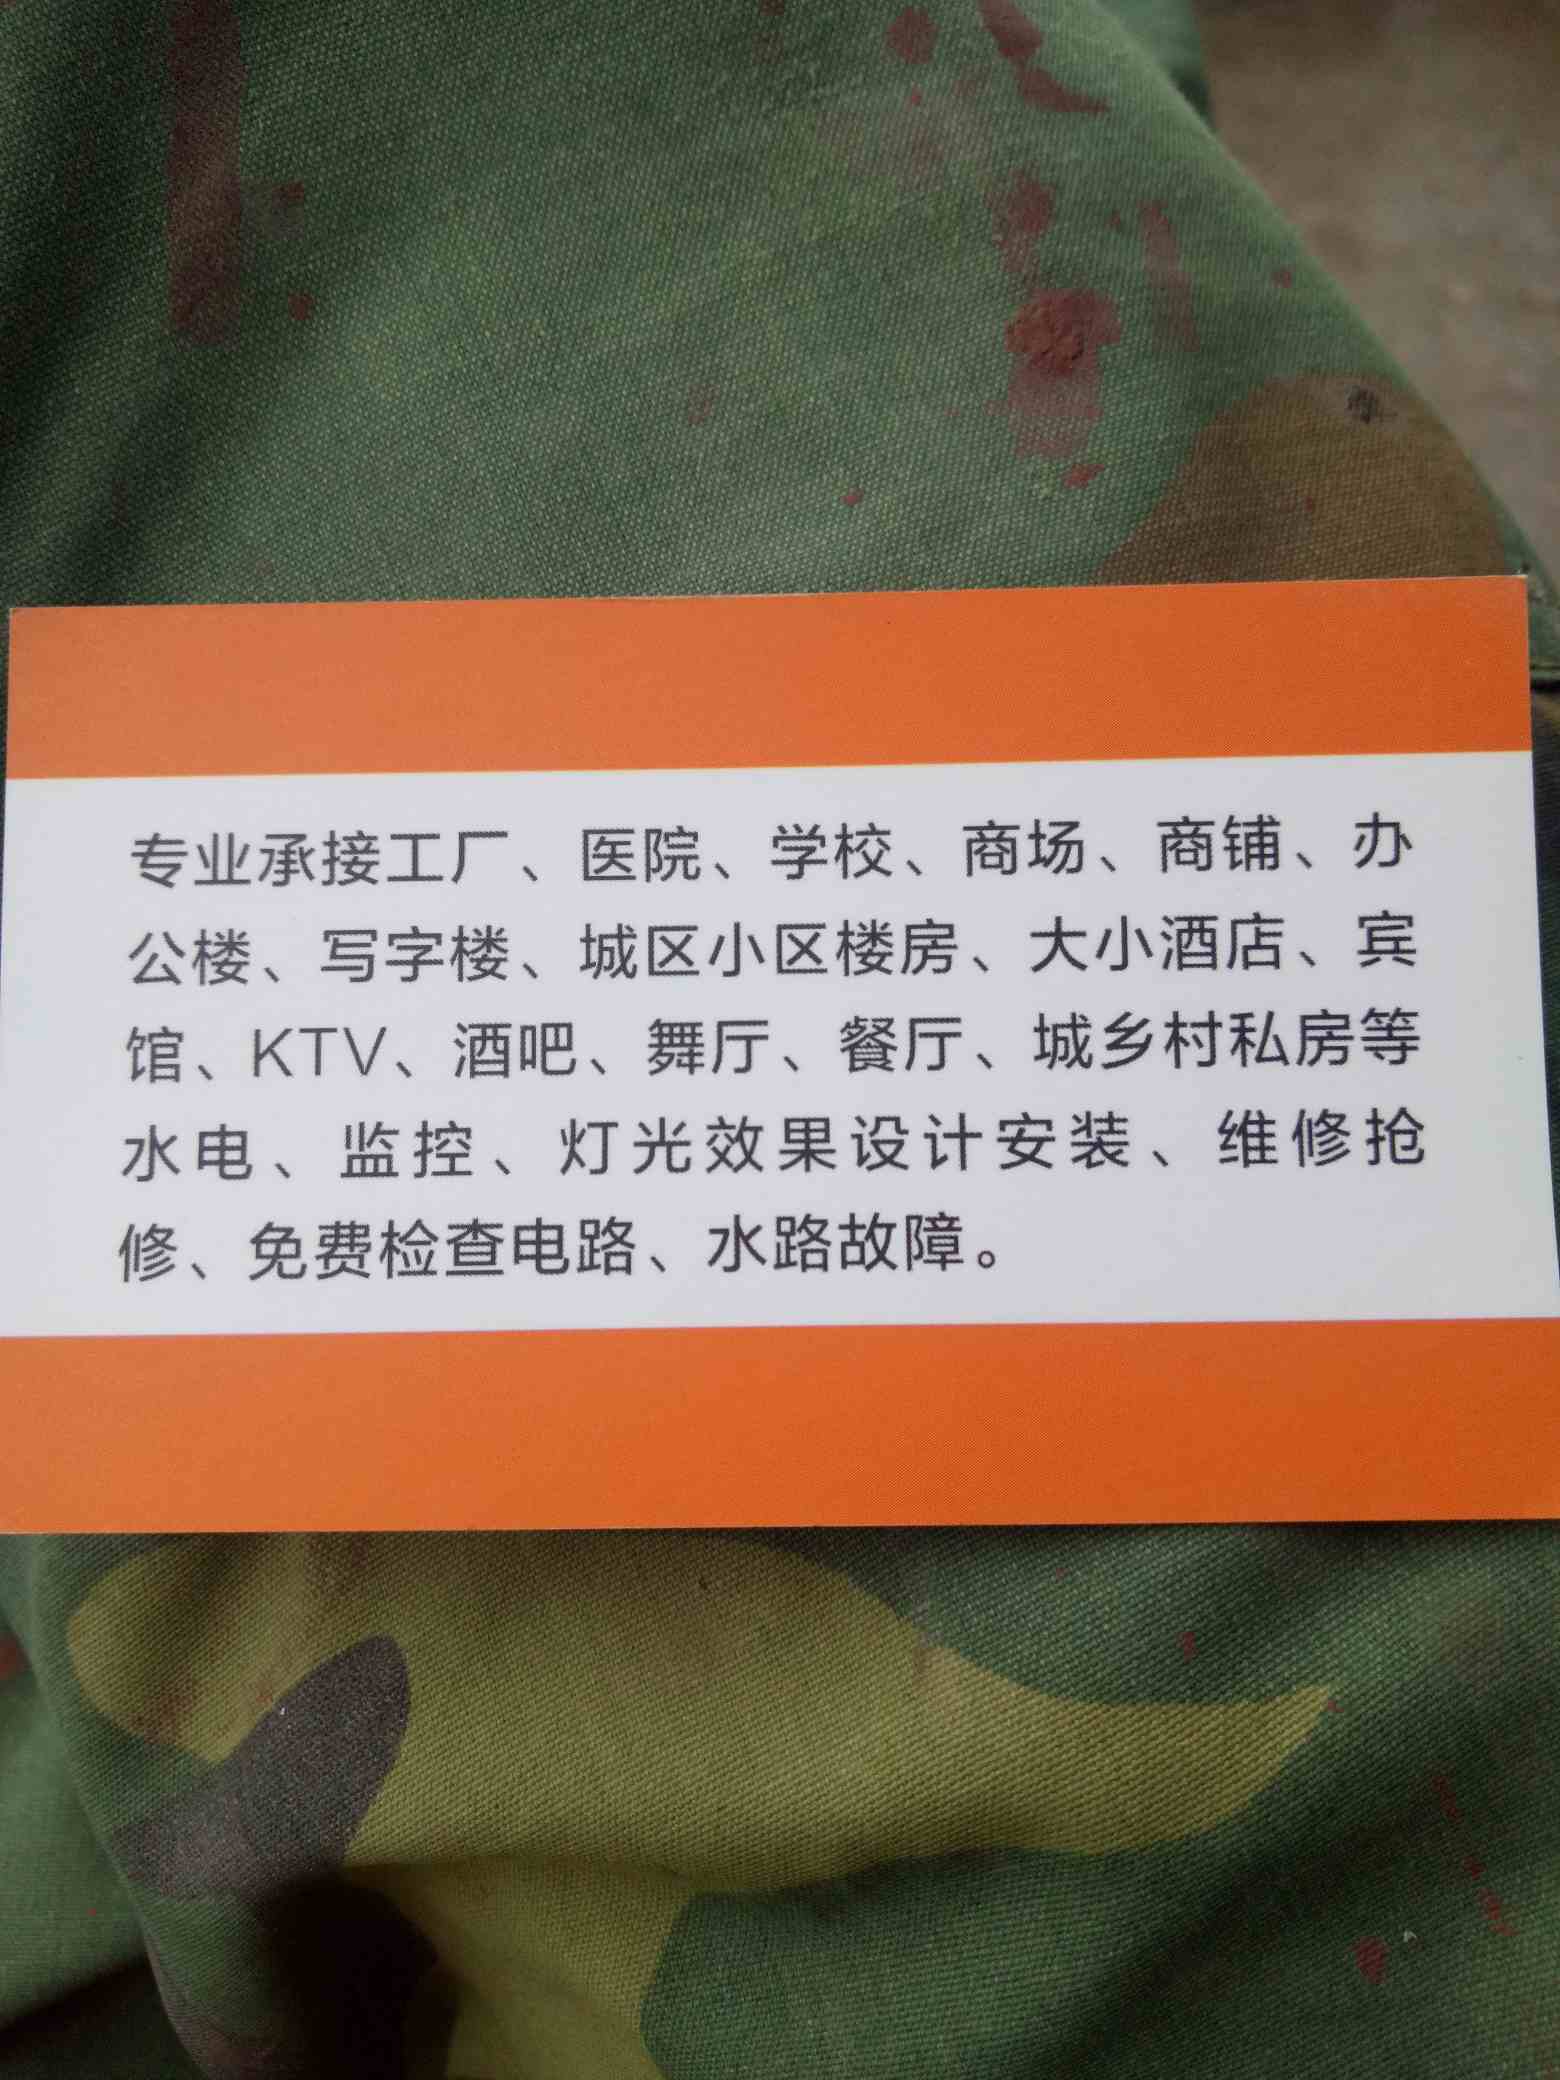 专业承接工厂、医院、学校、商场、商铺、办
公楼、写字楼、城区小区楼房、大小酒店、宾
馆、KTV、酒吧、舞厅、餐厅、城乡村私房等
水电、监控、灯光效果设计安装、维修抢
修、免费检查电路、水路故障。